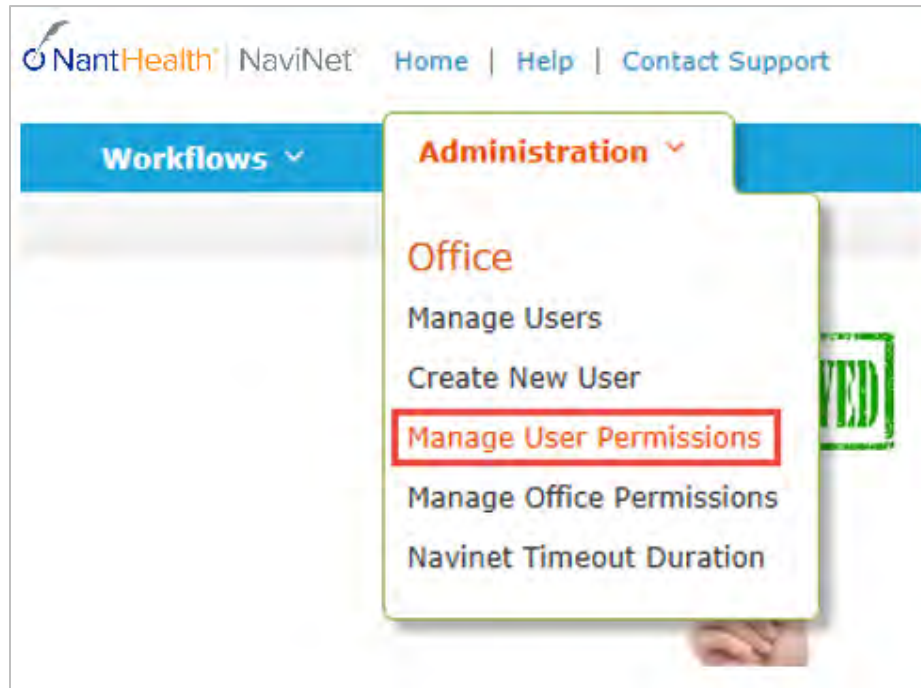 NantHealth® | NaviNet® Home | Help | Contact Support
Workflows Administration
Office
Manage Users
Create New User
Manage User Permissions
Manage Office Permissions
Navinet Timeout Duration